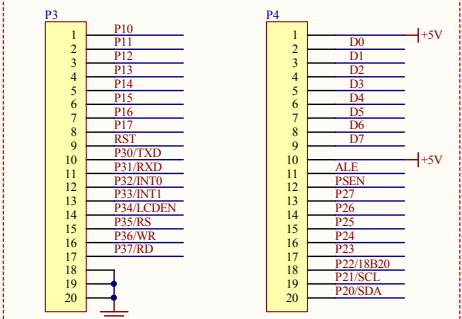 P3
1 P10
2 P11
3 P12
4 P13
5 P14
6 P15
7 P16
8 P17
9 RST
10 P30/TXD
11 P31/RXD
12 P32/INT0
13 P33/INT1
14 P34/LCDEN
15 P35/RS
16 P36/WR
17 P37/RD
18
19
20
P4
1 +5V
2 D0
3 D1
4 D2
5 D3
6 D4
7 D5
8 D6
9 D7
10 +5V
11 ALE
12 PSEN
13 P27
14 P26
15 P25
16 P24
17 P23
18 P22/18B20
19 P21/SCL
20 P20/SDA